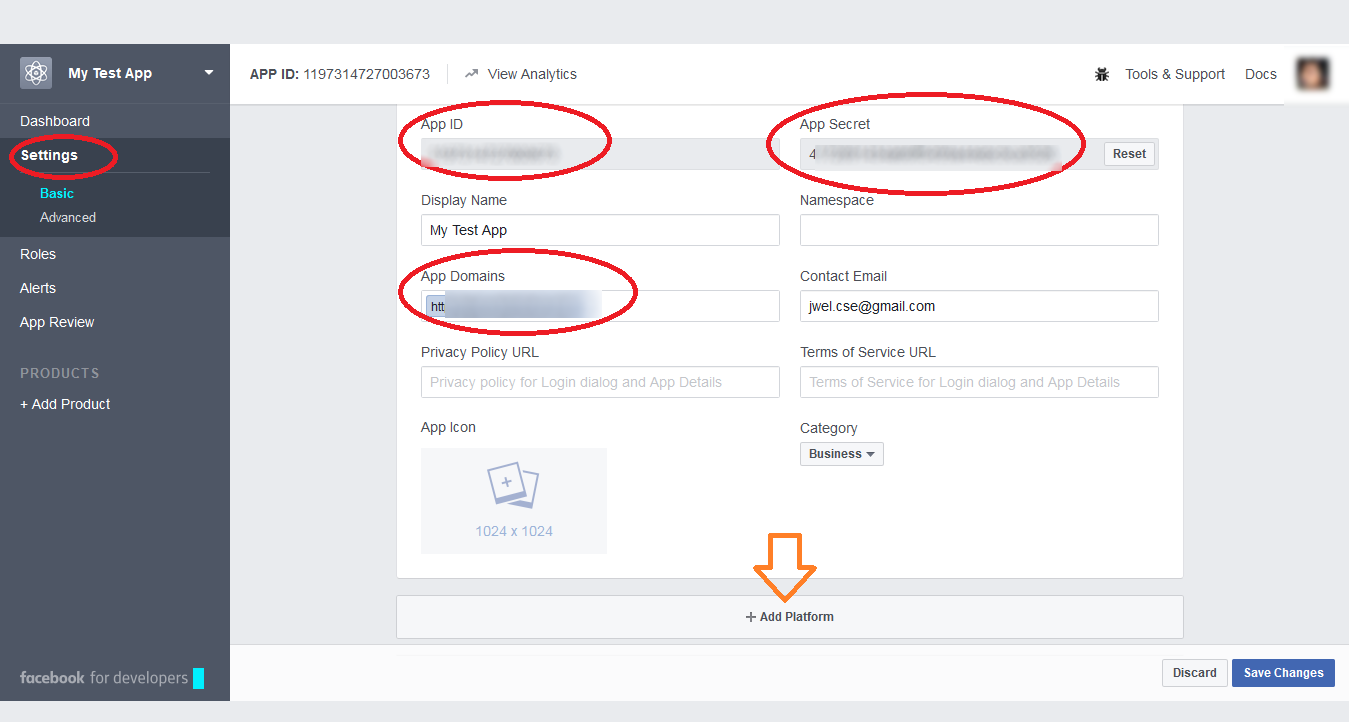 My Test App
APP ID: 1197314727003673
View Analytics
Tools & Support
Docs
Dashboard
Settings
Basic
Advanced
Roles
Alerts
App Review
PRODUCTS
+ Add Product
facebook for developers
App ID
App Secret
4
Reset
Display Name
Namespace
My Test App
App Domains
Contact Email
htt
jwel.cse@gmail.com
Privacy Policy URL
Terms of Service URL
Privacy policy for Login dialog and App Details
Terms of Service for Login dialog and App Details
App Icon
Category
Business
1024 x 1024
+ Add Platform
Discard
Save Changes